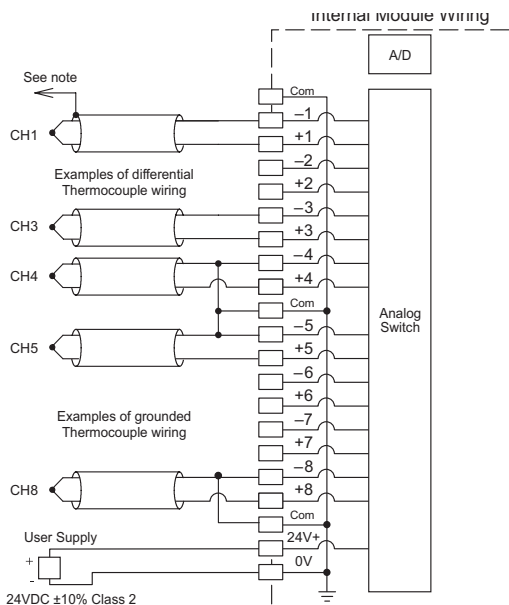 Internal Module Wiring
A/D
See note
Com
–1
CH1
+1
–2
Examples of differential
Thermocouple wiring
+2
–3
CH3
+3
–4
CH4
+4
Com
Analog
Switch
–5
CH5
+5
–6
+6
Examples of grounded
Thermocouple wiring
–7
+7
–8
CH8
+8
Com
User Supply
24V+
+
0V
-
24VDC ±10% Class 2